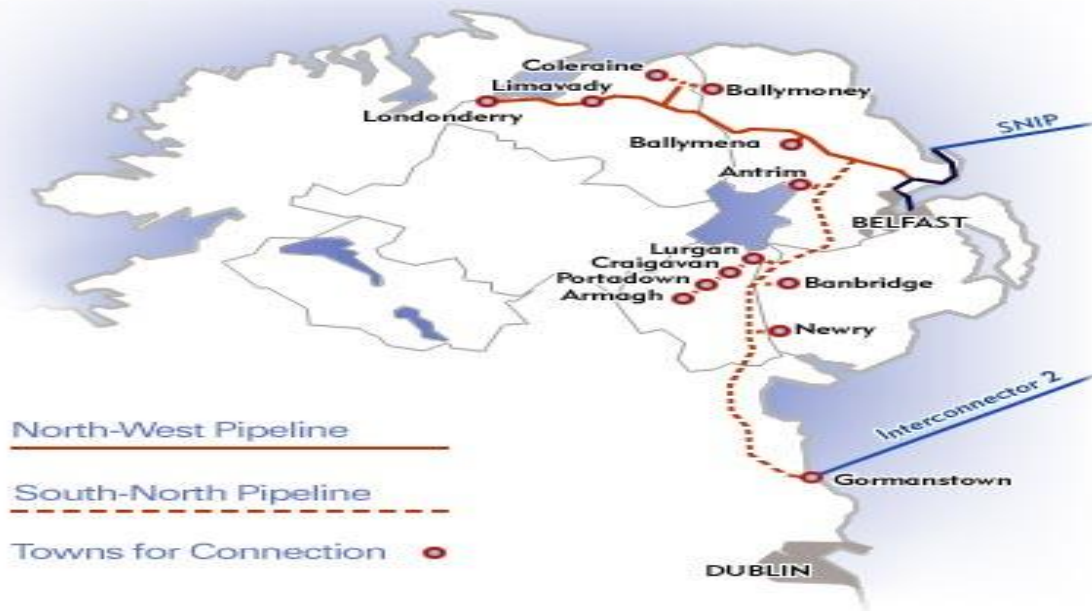 Coleraine
Limavady
Ballymoney
Londonderry
SNIP
Ballymena
Antrim
BELFAST
Lurgan
Craigavan
Portadown
Banbridge
Armagh
Newry
Interconnector 2
North-West Pipeline
Gormanstown
South-North Pipeline
Towns for Connection
DUBLIN